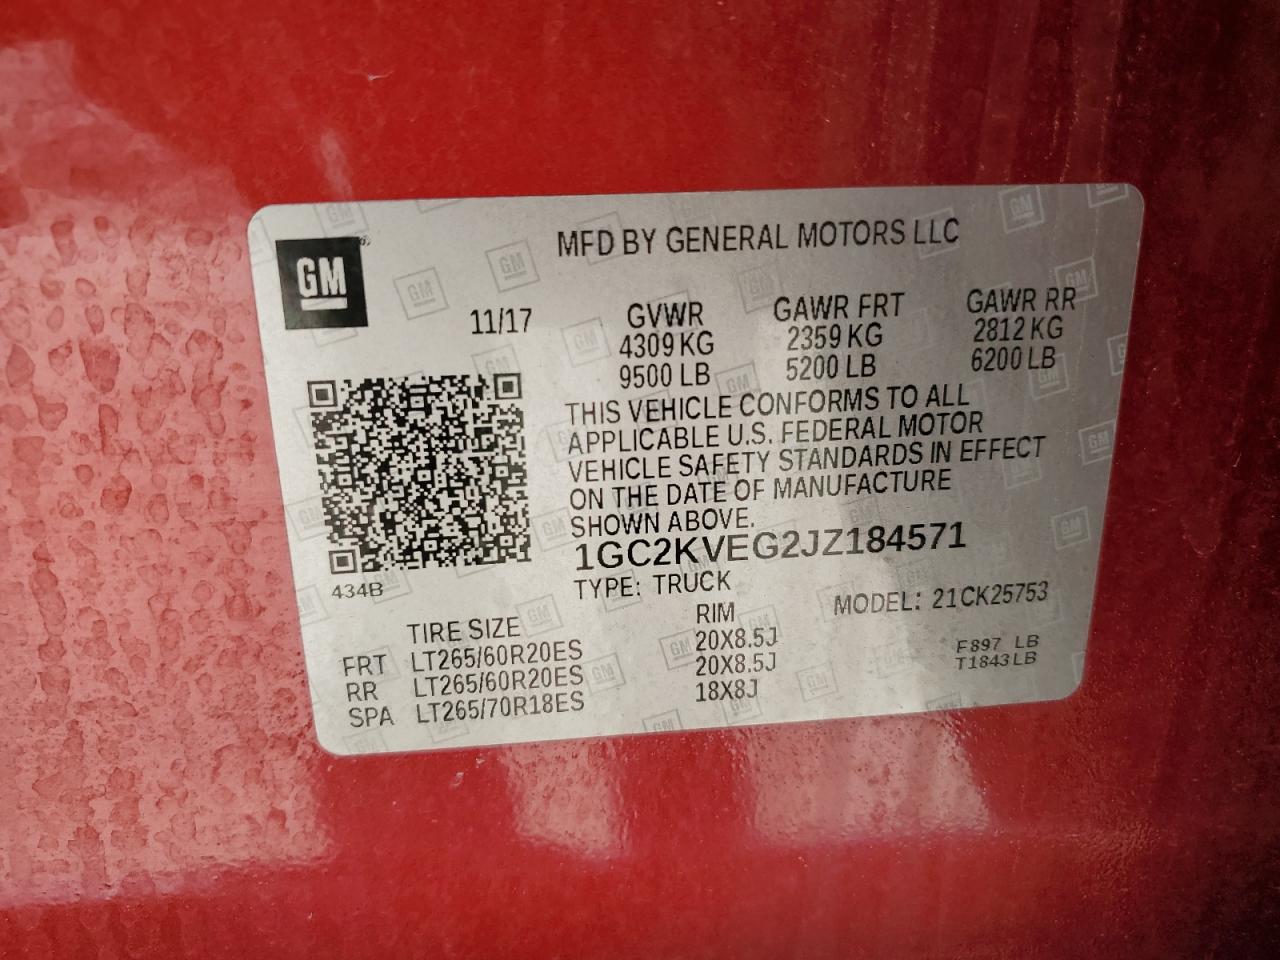 GM
MFD BY GENERAL MOTORS LLC
11/17
GVWR
4309 KG
9500 LB
GAWR FRT
2359 KG
5200 LB
GAWR RR
2812 KG
6200 LB
THIS VEHICLE CONFORMS TO ALL
APPLICABLE U.S. FEDERAL MOTOR
VEHICLE SAFETY STANDARDS IN EFFECT
ON THE DATE OF MANUFACTURE
SHOWN ABOVE.
1GC2KVEG2JZ184571
434B
TYPE: TRUCK
MODEL: 21CK25753
TIRE SIZE
RIM
FRT LT265/60R20ES 20X8.5J
RR LT265/60R20ES 20X8.5J
SPA LT265/70R18ES 18X8J
F897 LB
T1843LB